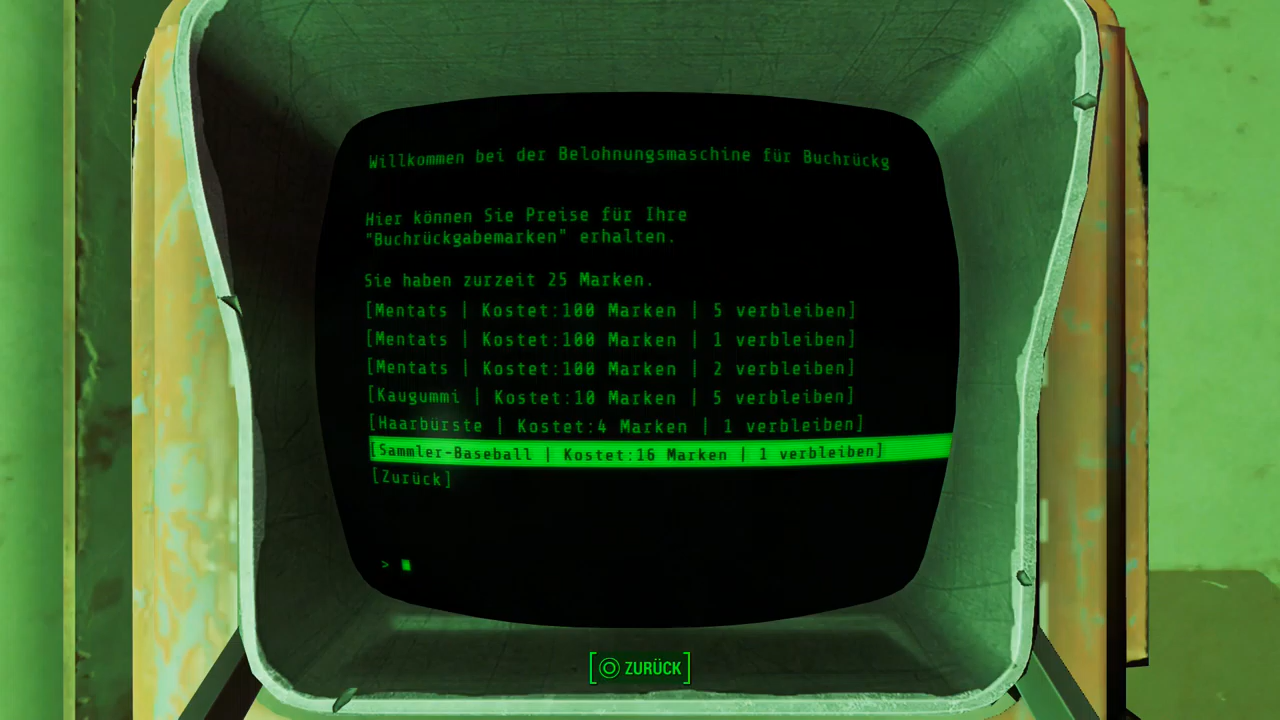 Willkommen bei der Belohnungsmaschine für Buchrückg
Hier können Sie Preise für Ihre
"Buchrückgabemarken" erhalten.
Sie haben zurzeit 25 Marken.
[Mentats | Kostet:100 Marken | 5 verbleiben]
[Mentats | Kostet:100 Marken | 1 verbleiben]
[Mentats | Kostet:100 Marken | 2 verbleiben]
[Kaugummi | Kostet:10 Marken | 5 verbleiben]
[Haarbürste | Kostet:4 Marken | 1 verbleiben]
[Sammler-Baseball | Kostet:16 Marken | 1 verbleiben]
[Zurück]
>
ZURÜCK